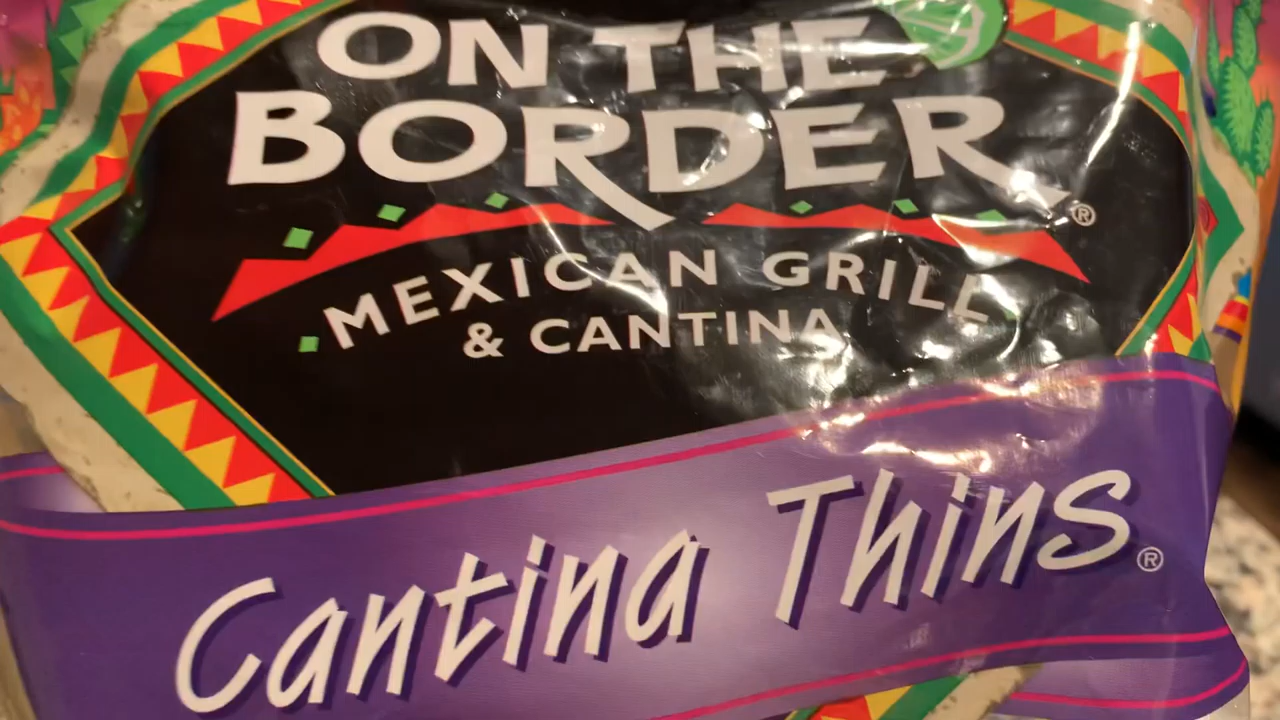 ON THE
BORDER®
MEXICAN GRILL
& CANTINA
Cantina Thins®